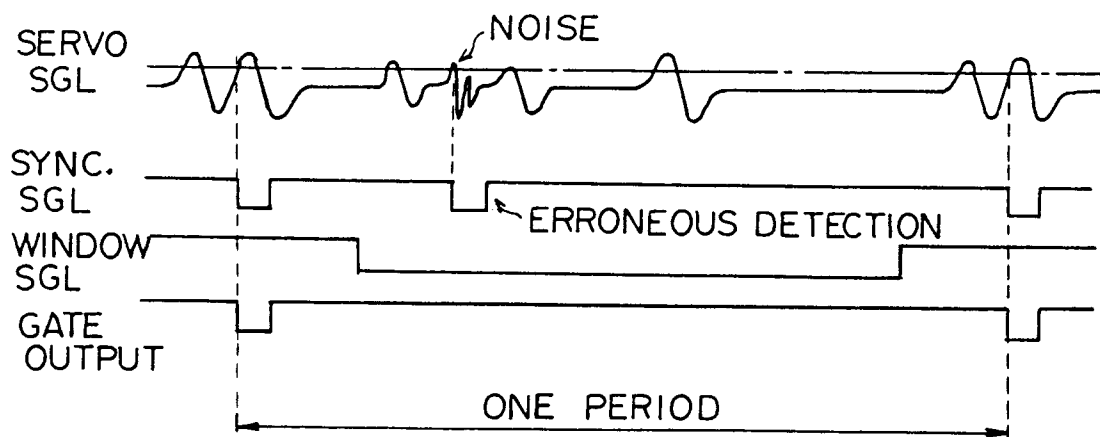 NOISE
SERVO
SGL
SYNC.
SGL
ERRONEOUS DETECTION
WINDOW
SGL
GATE
OUTPUT
ONE PERIOD